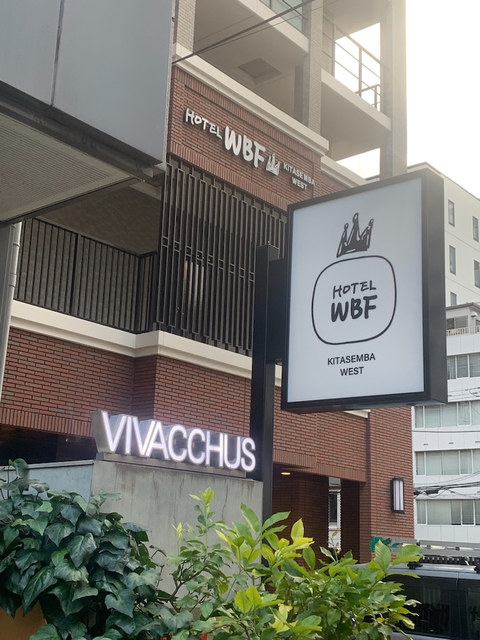 HOTEL WBF KITASEMBA
WEST
HOTEL
WBF
KITASEMBA
WEST
VIVACCHUS